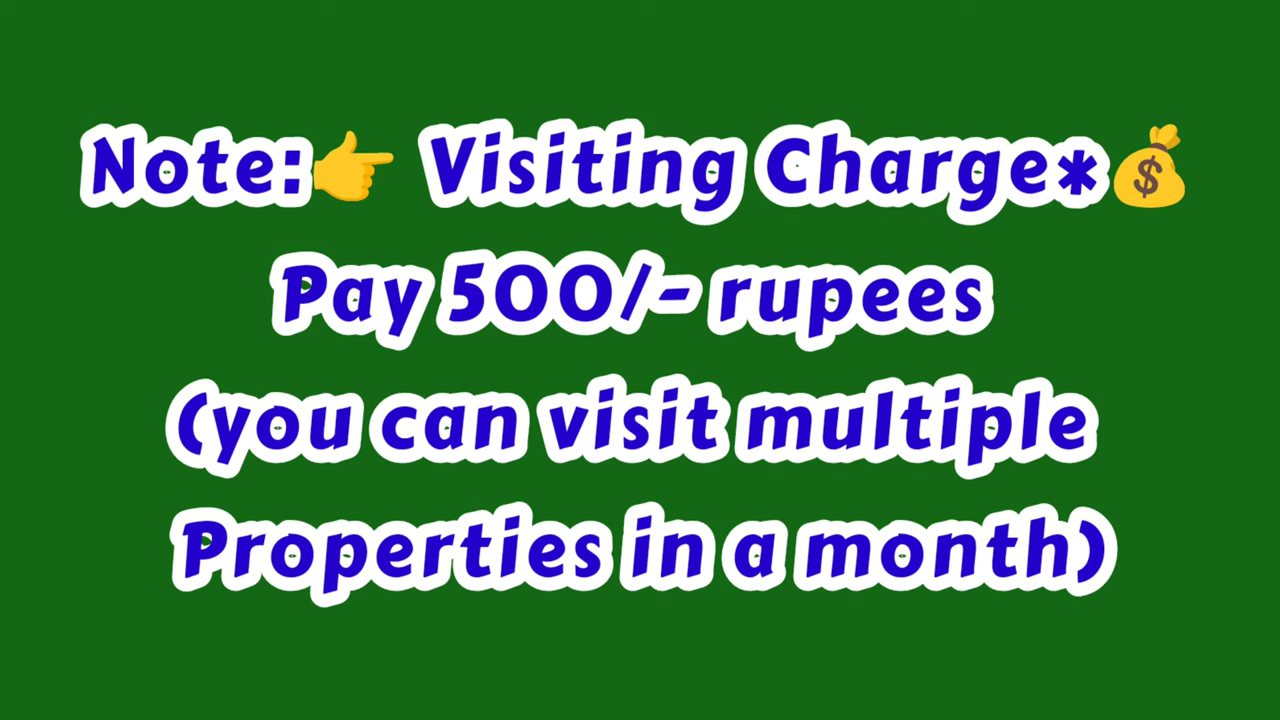 Note:👉 Visiting Charge*💰
Pay 500/- rupees
(you can visit multiple
Properties in a month)